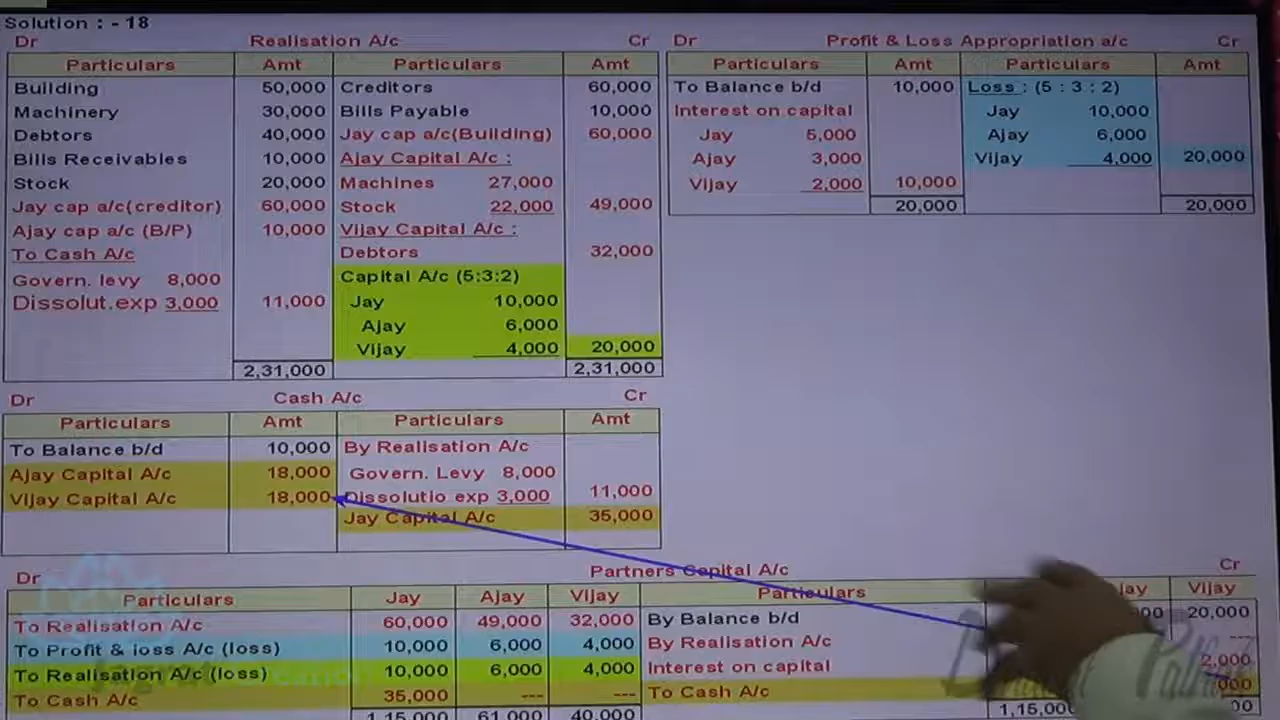 Solution : - 18
Dr Realisation A/c Cr
Particulars Amt Particulars Amt
Building 50,000 Creditors 60,000
Machinery 30,000 Bills Payable 10,000
Debtors 40,000 Jay cap a/c(Building) 60,000
Bills Receivables 10,000 Ajay Capital A/c :
Stock 20,000 Machines 27,000
Jay cap a/c(creditor) 60,000 Stock 22,000 49,000
Ajay cap a/c (B/P) 10,000 Vijay Capital A/c :
To Cash A/c Debtors 32,000
Govern. levy 8,000 Capital A/c (5:3:2)
Dissolut.exp 3,000 11,000 Jay 10,000
Ajay 6,000
Vijay 4,000 20,000
2,31,000 2,31,000
Dr Profit & Loss Appropriation a/c Cr
Particulars Amt Particulars Amt
To Balance b/d 10,000 Loss : (5 : 3 : 2)
Interest on capital Jay 10,000
Jay 5,000 Ajay 6,000
Ajay 3,000 Vijay 4,000 20,000
Vijay 2,000 10,000
20,000 20,000
Dr Cash A/c Cr
Particulars Amt Particulars Amt
To Balance b/d 10,000 By Realisation A/c
Ajay Capital A/c 18,000 Govern. Levy 8,000
Vijay Capital A/c 18,000 Dissolutio exp 3,000 11,000
Jay Capital A/c 35,000
Dr Partners Capital A/c Cr
Particulars Jay Ajay Vijay Particulars Vijay
To Realisation A/c 60,000 49,000 32,000 By Balance b/d 20,000
To Profit & loss A/c (loss) 10,000 6,000 4,000 By Realisation A/c ---
To Realisation A/c (loss) 10,000 6,000 4,000 Interest on capital 2,000
To Cash A/c 35,000 --- --- To Cash A/c
1,15,000 61,000 40,000 1,15,000